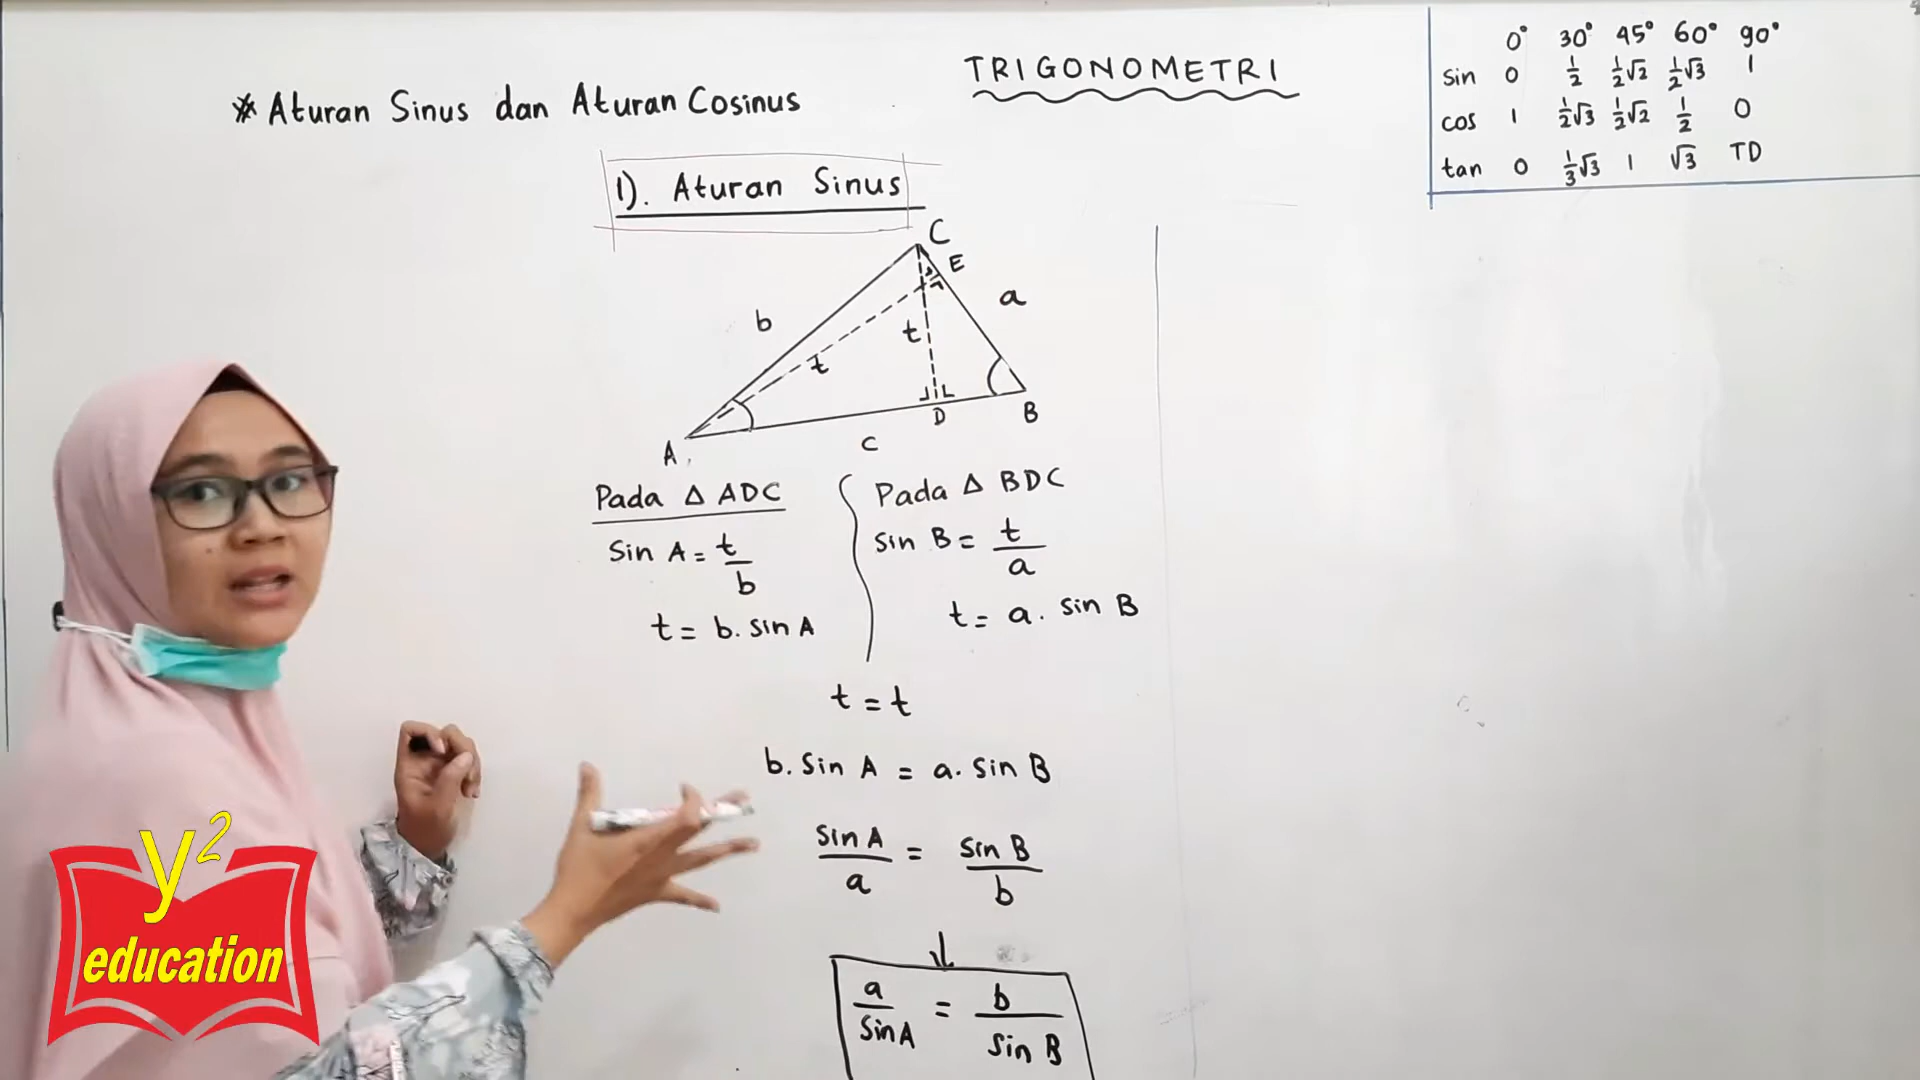 TRIGONOMETRI
* Aturan Sinus dan Aturan Cosinus
0° 30° 45° 60° 90°
sin 0 1/2 1/2√2 1/2√3 1
cos 1 1/2√3 1/2√2 1/2 0
tan 0 1/3√3 1 √3 TD
1). Aturan Sinus
C
E
a
b
t
t
D
B
A
c
Pada Δ ADC
Sin A = t/b
t = b. sin A
Pada Δ BDC
Sin B = t/a
t = a. sin B
t = t
b. Sin A = a. Sin B
Sin A/a = Sin B/b
a/Sin A = b/Sin B
y²
education